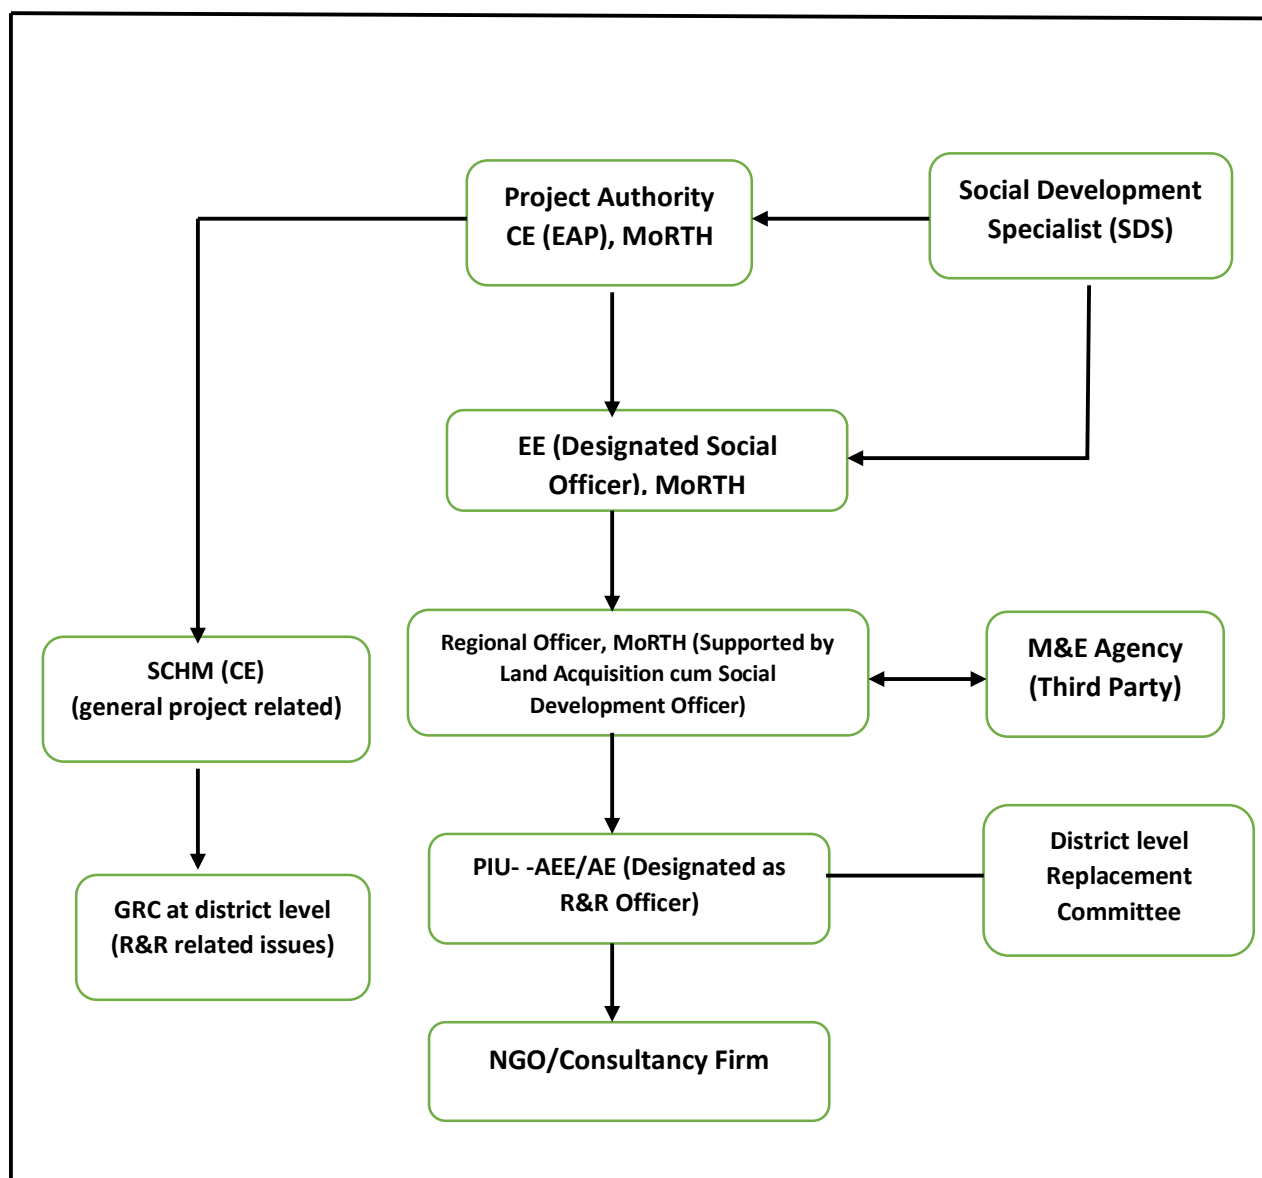 Project Authority
CE (EAP), MoRTH
Social Development
Specialist (SDS)
EE (Designated Social
Officer), MoRTH
Regional Officer, MoRTH (Supported by
Land Acquisition cum Social
Development Officer)
M&E Agency
(Third Party)
SCHM (CE)
(general project related)
PIU- -AEE/AE (Designated as
R&R Officer)
District level
Replacement
Committee
GRC at district level
(R&R related issues)
NGO/Consultancy Firm